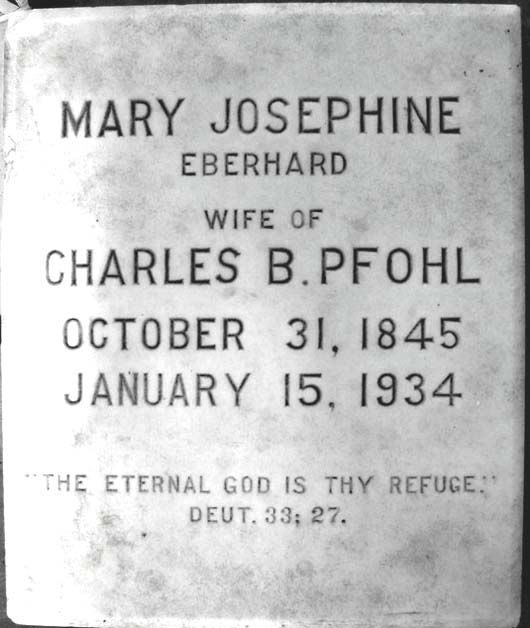 MARY JOSEPHINE
EBERHARD
WIFE OF
CHARLES B. PFOHL
OCTOBER 31, 1845
JANUARY 15, 1934
"THE ETERNAL GOD IS THY REFUGE."
DEUT. 33; 27.